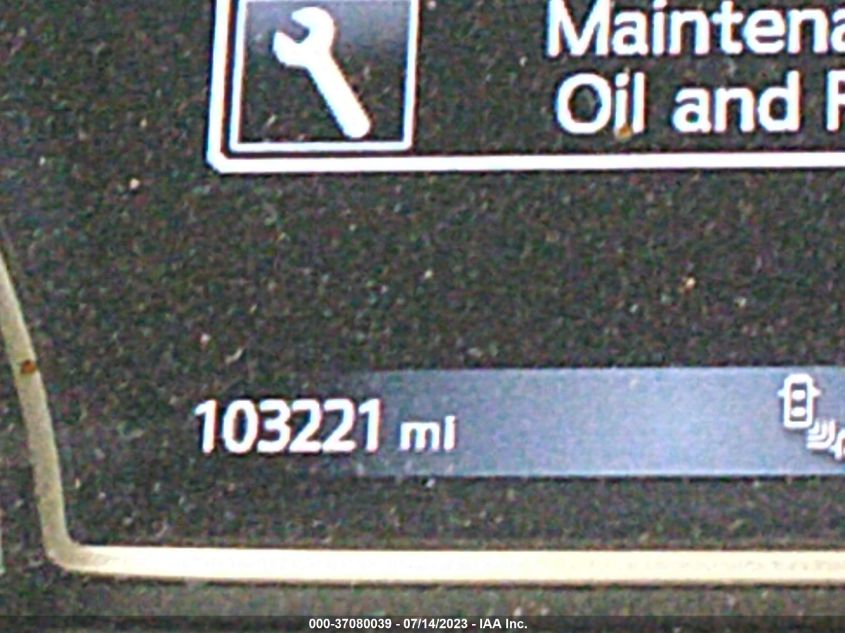 Maintena
Oil and F
103221 mi
000-37080039 - 07/14/2023 - IAA Inc.